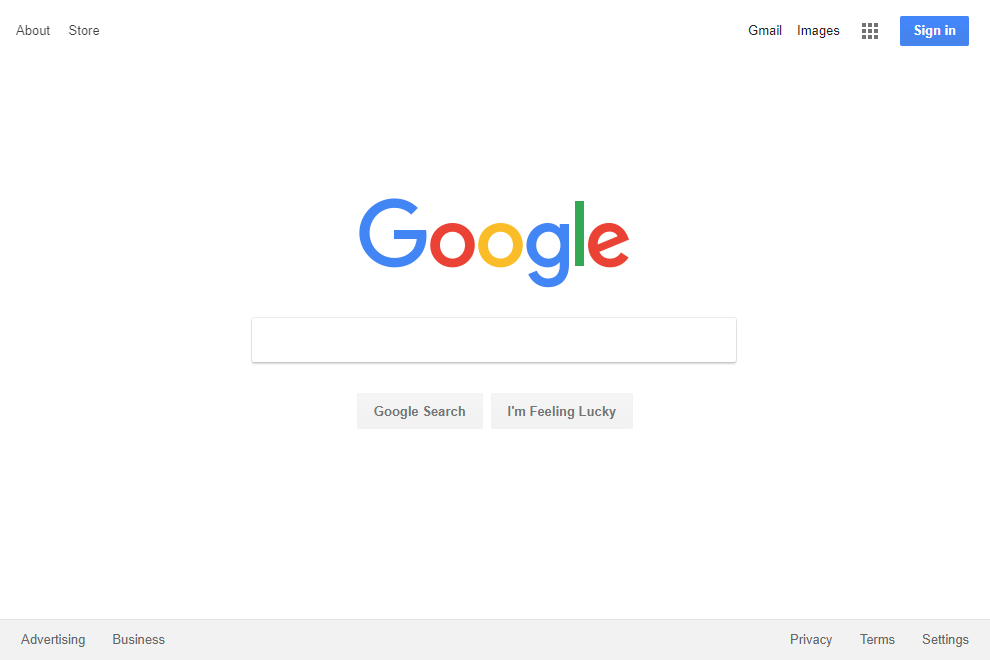 About Store Gmail Images Sign in
Google
Google Search I'm Feeling Lucky
Advertising Business Privacy Terms Settings